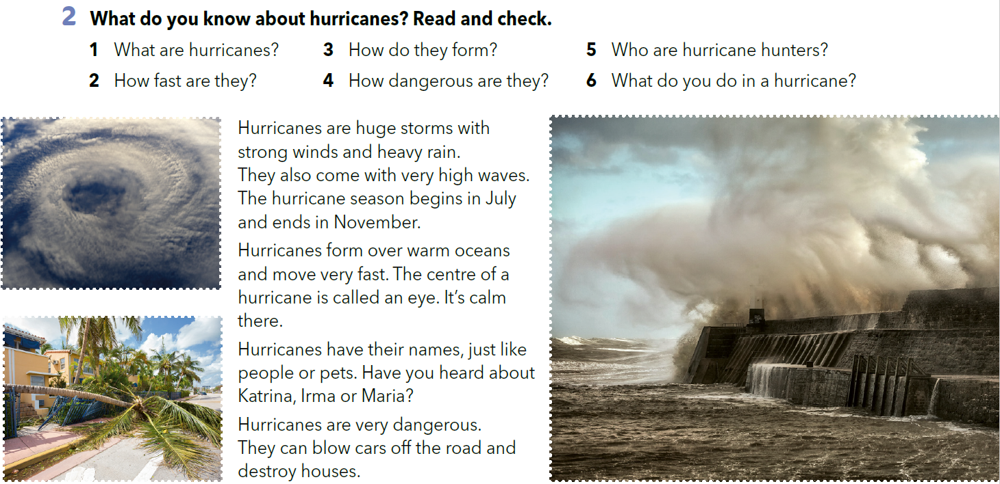 2 What do you know about hurricanes? Read and check.
1 What are hurricanes?
2 How fast are they?
3 How do they form?
4 How dangerous are they?
5 Who are hurricane hunters?
6 What do you do in a hurricane?
Hurricanes are huge storms with
strong winds and heavy rain.
They also come with very high waves.
The hurricane season begins in July
and ends in November.
Hurricanes form over warm oceans
and move very fast. The centre of a
hurricane is called an eye. It’s calm
there.
Hurricanes have their names, just like
people or pets. Have you heard about
Katrina, Irma or Maria?
Hurricanes are very dangerous.
They can blow cars off the road and
destroy houses.